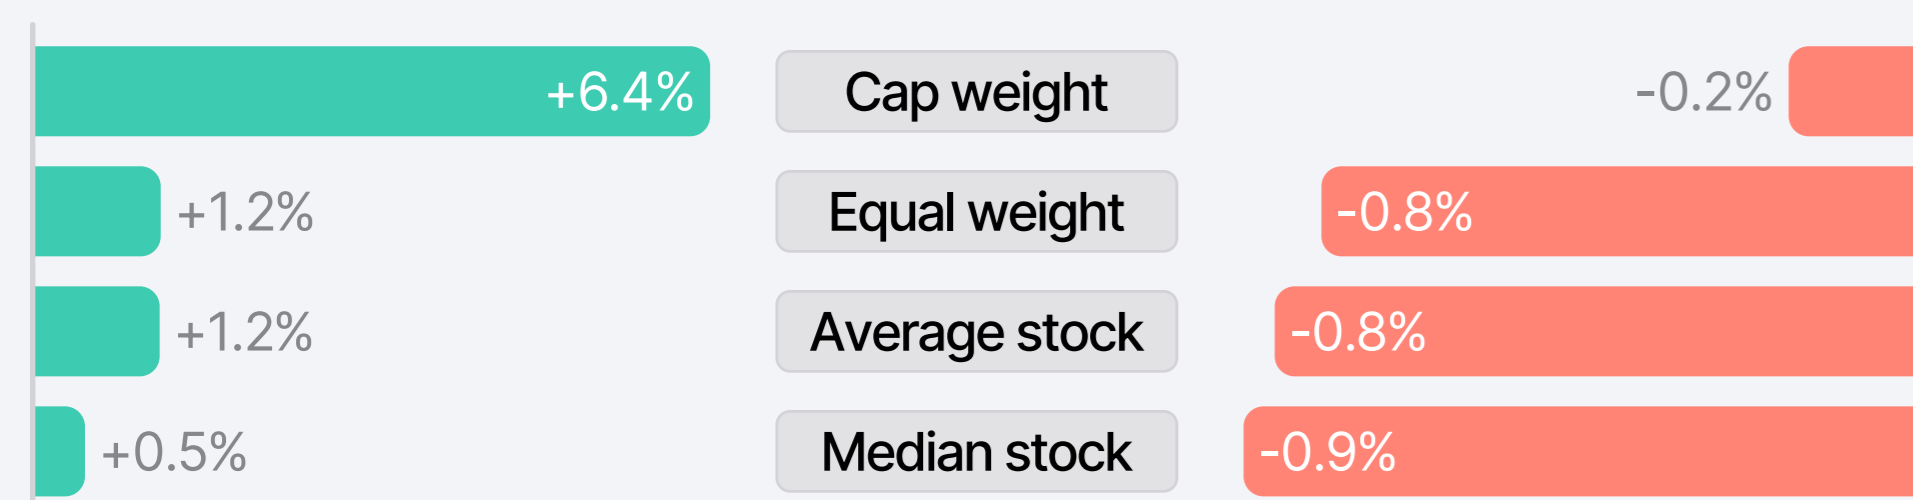 +6.4% Cap weight -0.2%
+1.2% Equal weight -0.8%
+1.2% Average stock -0.8%
+0.5% Median stock -0.9%